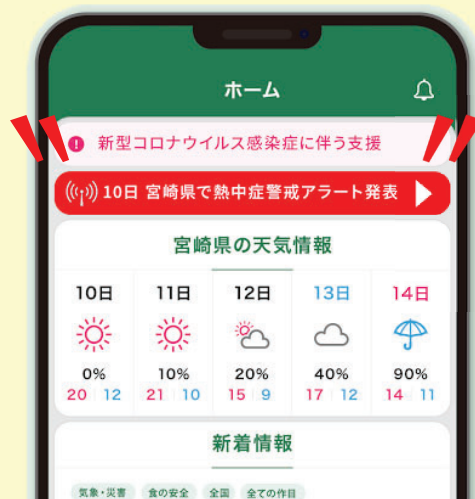 ホーム
新型コロナウイルス感染症に伴う支援
10日 宮崎県で熱中症警戒アラート発表
宮崎県の天気情報
10日 11日 12日 13日 14日
0% 10% 20% 40% 90%
20 12 21 10 15 9 17 12 14 11
新着情報
気象・災害 食の安全 全国 全ての作目